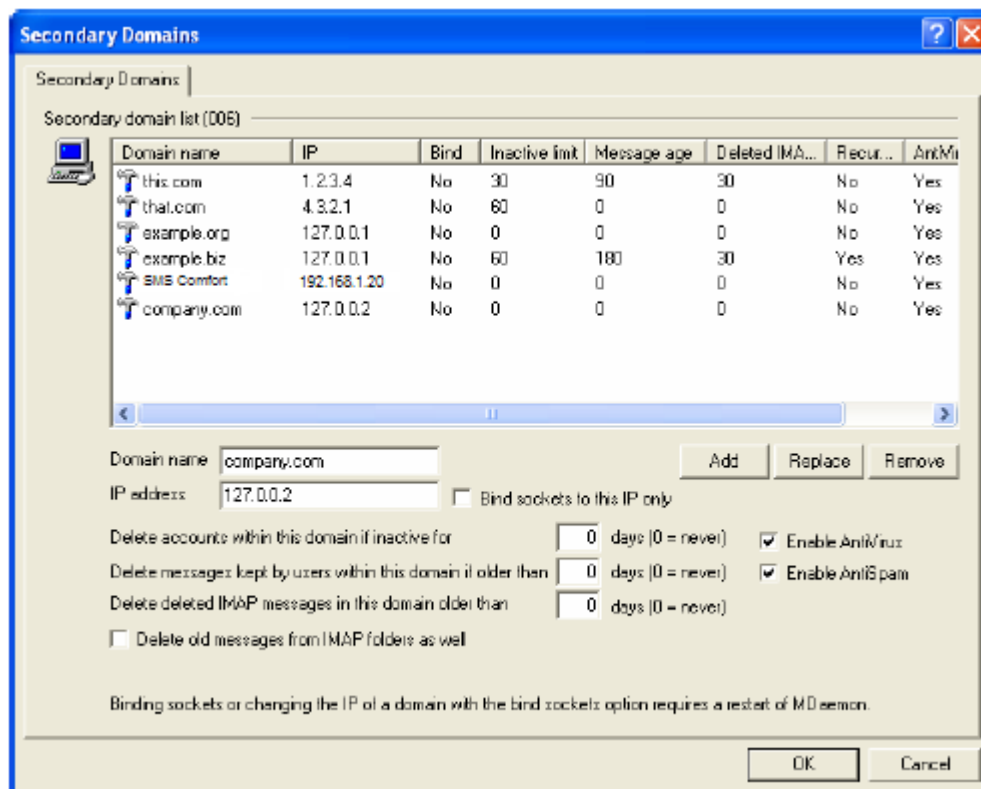 Secondary Domains
Secondary Domains
Secondary domain list (006)
Domain name IP Bind Inactive limit Message age Deleted IMA... Recur... AntiVi
this.com 1.2.3.4 No 30 90 30 No Yes
that.com 4.3.2.1 No 60 0 0 No Yes
example.org 127.0.0.1 No 0 0 0 No Yes
example.biz 127.0.0.1 No 60 180 30 Yes Yes
SMS Comfort 192.168.1.20 No 0 0 0 No Yes
company.com 127.0.0.2 No 0 0 0 No Yes
Domain name company.com Add Replace Remove
IP address 127.0.0.2 Bind sockets to this IP only
Delete accounts within this domain if inactive for 0 days (0 = never) Enable AntiVirus
Delete messages kept by users within this domain if older than 0 days (0 = never) Enable AntiSpam
Delete deleted IMAP messages in this domain older than 0 days (0 = never)
Delete old messages from IMAP folders as well
Binding sockets or changing the IP of a domain with the bind sockets option requires a restart of MDaemon.
OK Cancel